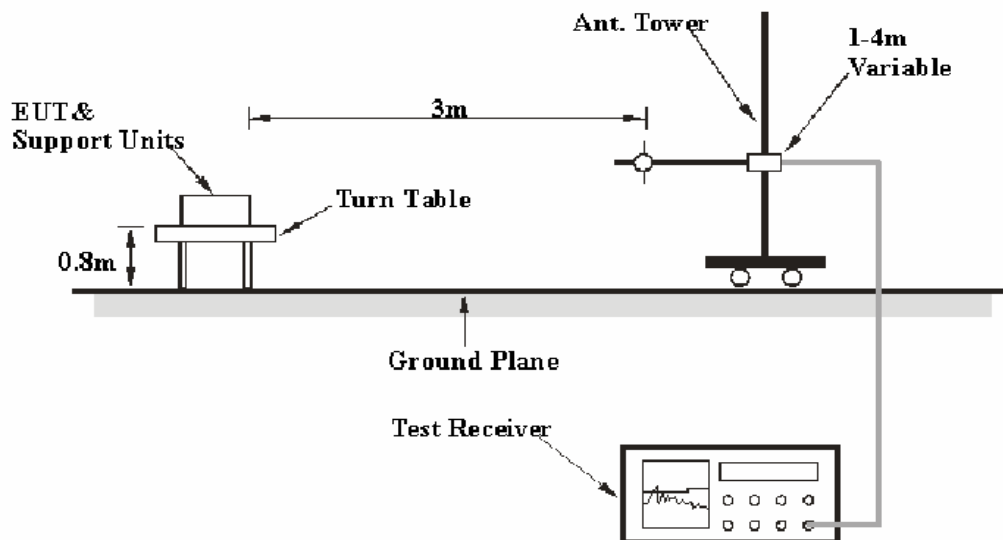 Ant. Tower
1-4m
Variable
3m
EUT&
Support Units
Turn Table
0.8m
Ground Plane
Test Receiver